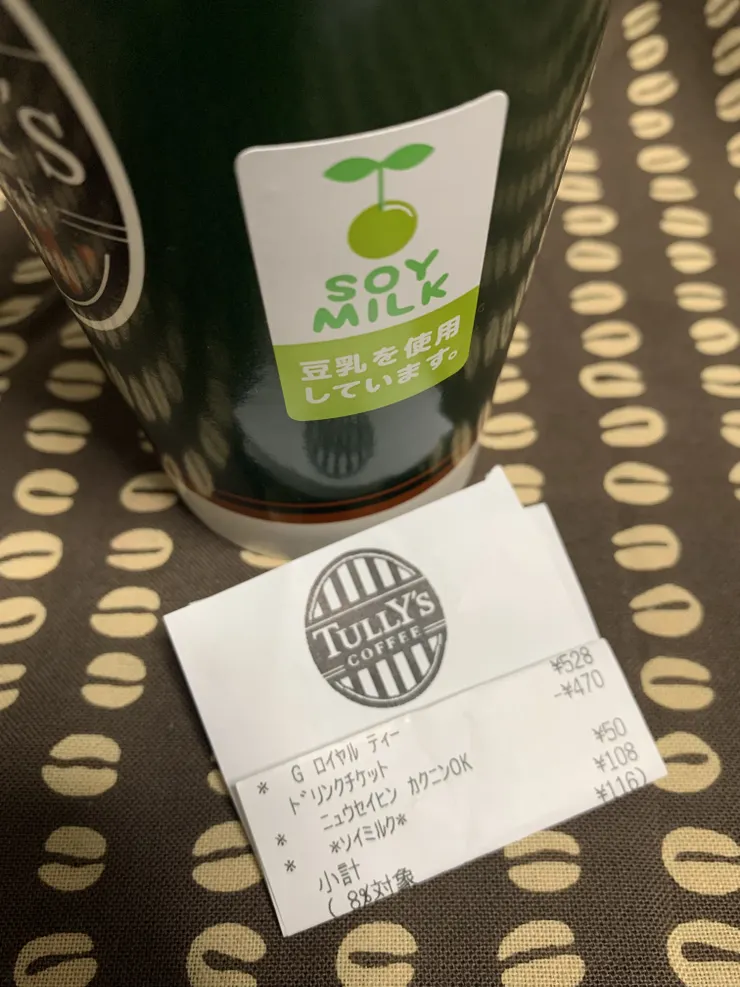 's
SOY
MILK
豆乳を使用
しています。
TULLY'S
COFFEE
* G ロイヤル ティー ¥528
ドリンクチケット -¥470
ニュウセイヒン カクニンOK
* *ソイミルク* ¥50
* 小計 ¥108
( 8%対象 ¥116)